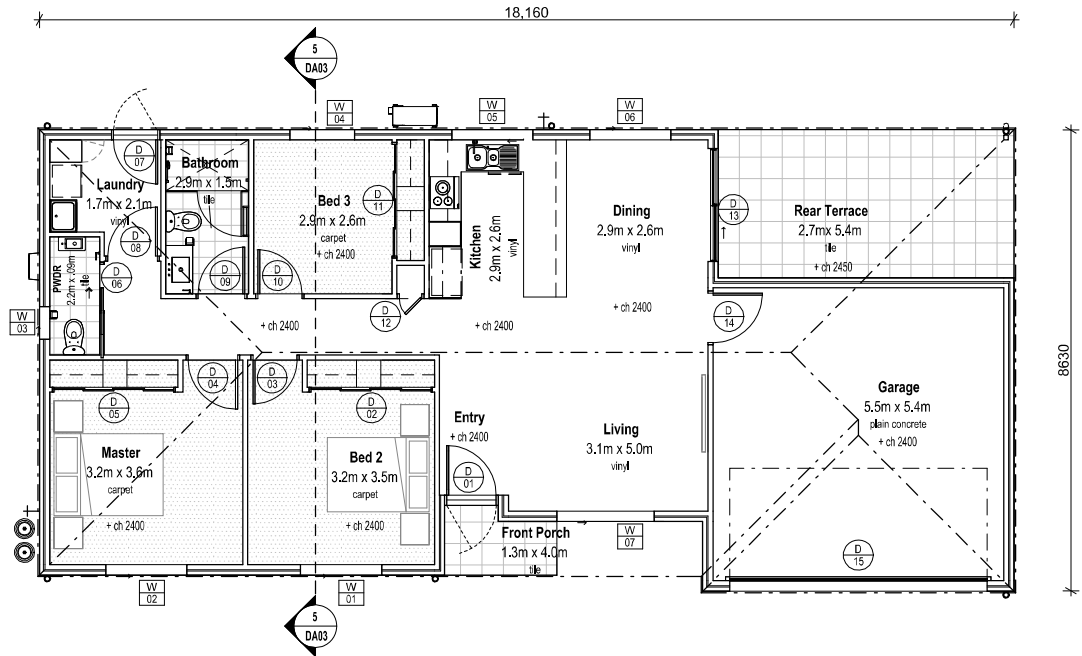 18,160
5
DA03
W
04
W
05
W
06
D
07
Bathroom
2.9m x 1.5m
tile
Laundry
1.7m x 2.1m
vinyl
D
08
Bed 3
2.9m x 2.6m
carpet
+ ch 2400
D
11
Kitchen
2.9m x 2.6m
vinyl
Dining
2.9m x 2.6m
vinyl
+ ch 2400
D
13
Rear Terrace
2.7mx 5.4m
tile
+ ch 2450
PWDR
2.2m x .09m
tile
D
06
D
09
D
10
D
12
D
14
W
03
+ ch 2400
+ ch 2400
8630
D
04
D
03
D
05
D
02
Master
3.2m x 3.6m
carpet
+ ch 2400
Bed 2
3.2m x 3.5m
carpet
+ ch 2400
Entry
+ ch 2400
D
01
Living
3.1m x 5.0m
vinyl
Garage
5.5m x 5.4m
plain concrete
+ ch 2400
Front Porch
1.3m x 4.0m
tile
W
07
D
15
W
02
W
01
5
DA03